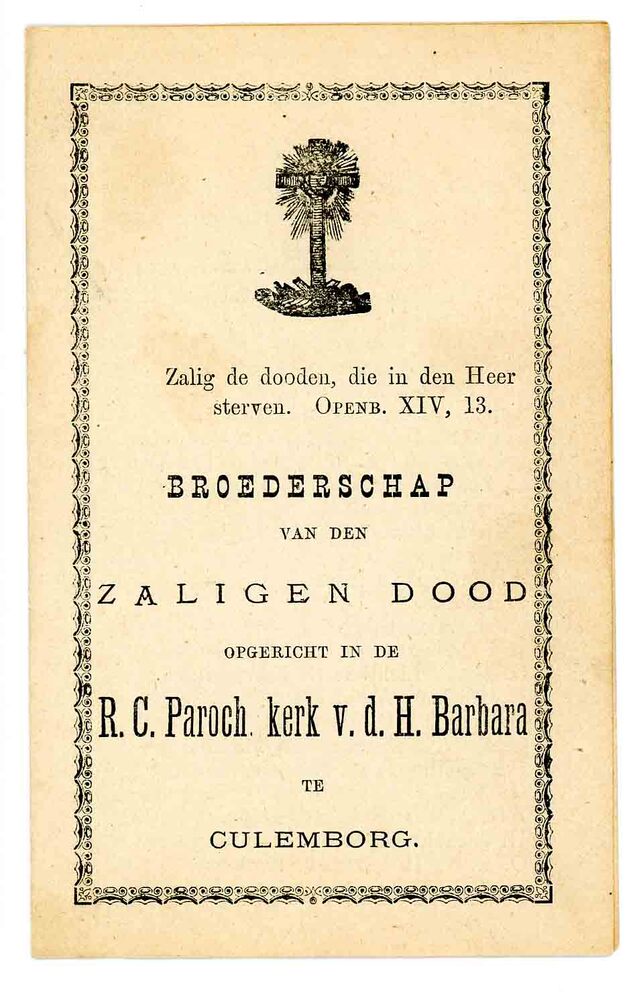 Zalig de dooden, die in den Heer
sterven. OPENB. XIV, 13.
BROEDERSCHAP
VAN DEN
ZALIGEN DOOD
OPGERICHT IN DE
R. C. Paroch. kerk v. d. H. Barbara
TE
CULEMBORG.